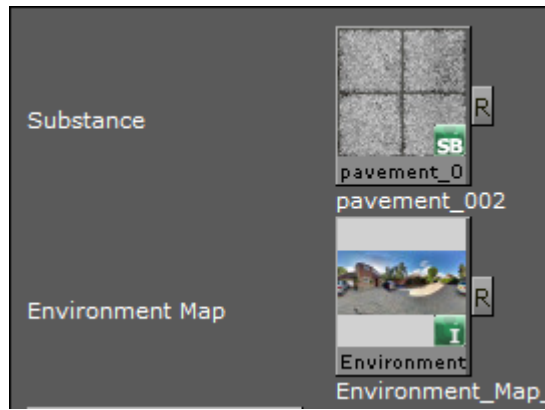 Substance
R
SB
pavement_0
pavement_002
Environment Map
R
I
Environment
Environment_Map_